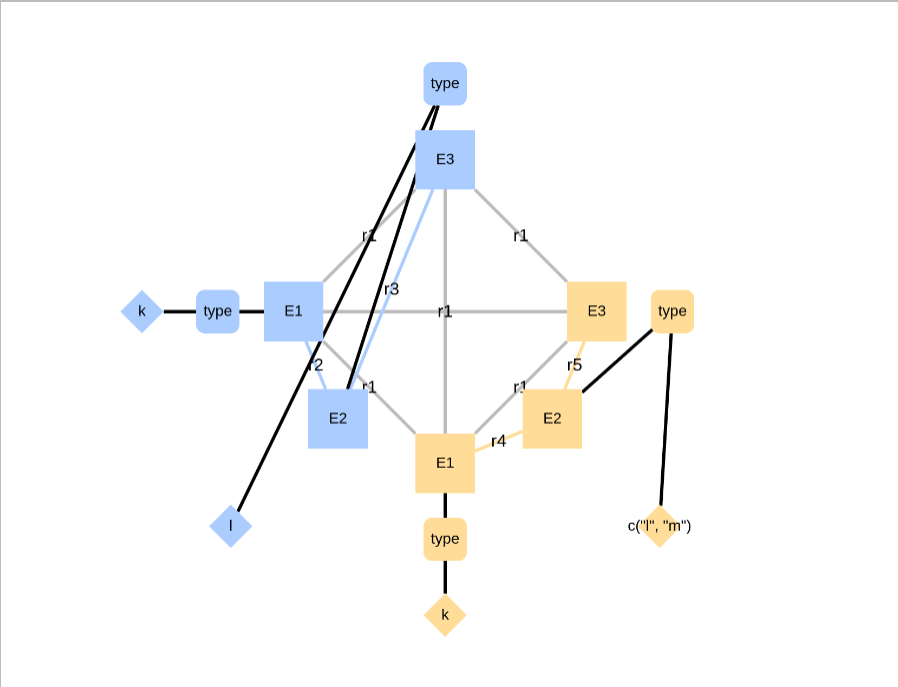 type
E3
r1
r1
r3
k
type
E1
r1
E3
type
r2
r5
r1
r1
E2
E2
r4
E1
l
type
c("l", "m")
k